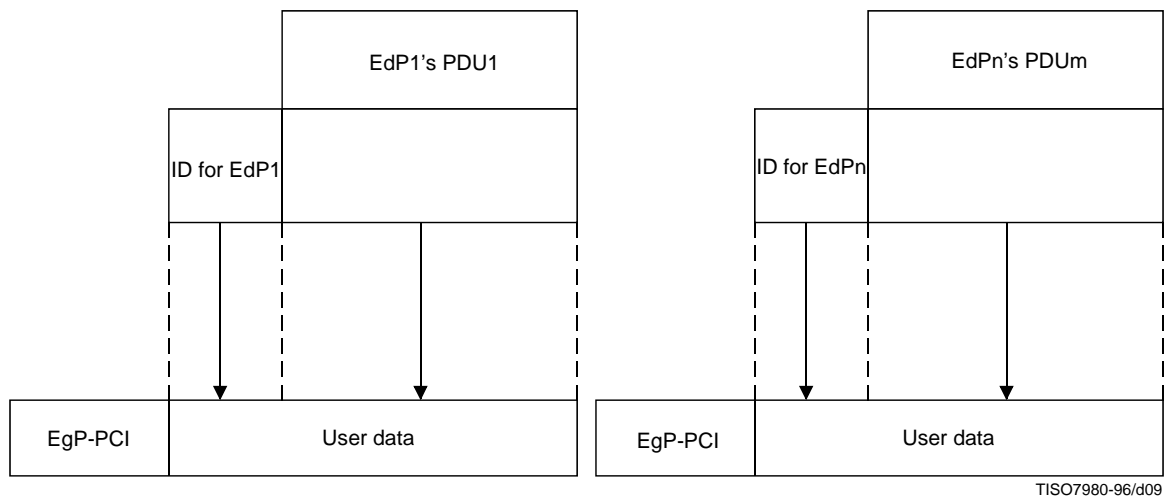 EdP1's PDU1
EdPn's PDUm
ID for EdP1
ID for EdPn
EgP-PCI
User data
EgP-PCI
User data
TISO7980-96/d09